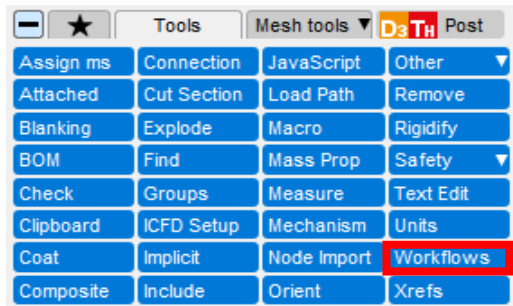 Tools Mesh tools ▼ D3 TH Post
Assign ms Connection JavaScript Other ▼
Attached Cut Section Load Path Remove
Blanking Explode Macro Rigidify
BOM Find Mass Prop Safety ▼
Check Groups Measure Text Edit
Clipboard ICFD Setup Mechanism Units
Coat Implicit Node Import Workflows
Composite Include Orient Xrefs